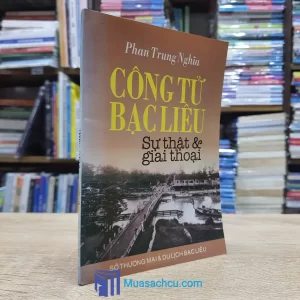 Phan Trung Nghĩa
CÔNG TỬ
BẠC LIÊU
Sự thật &
giai thoại
SỞ THƯƠNG MẠI & DU LỊCH BẠC LIÊU
Muasachcu.com